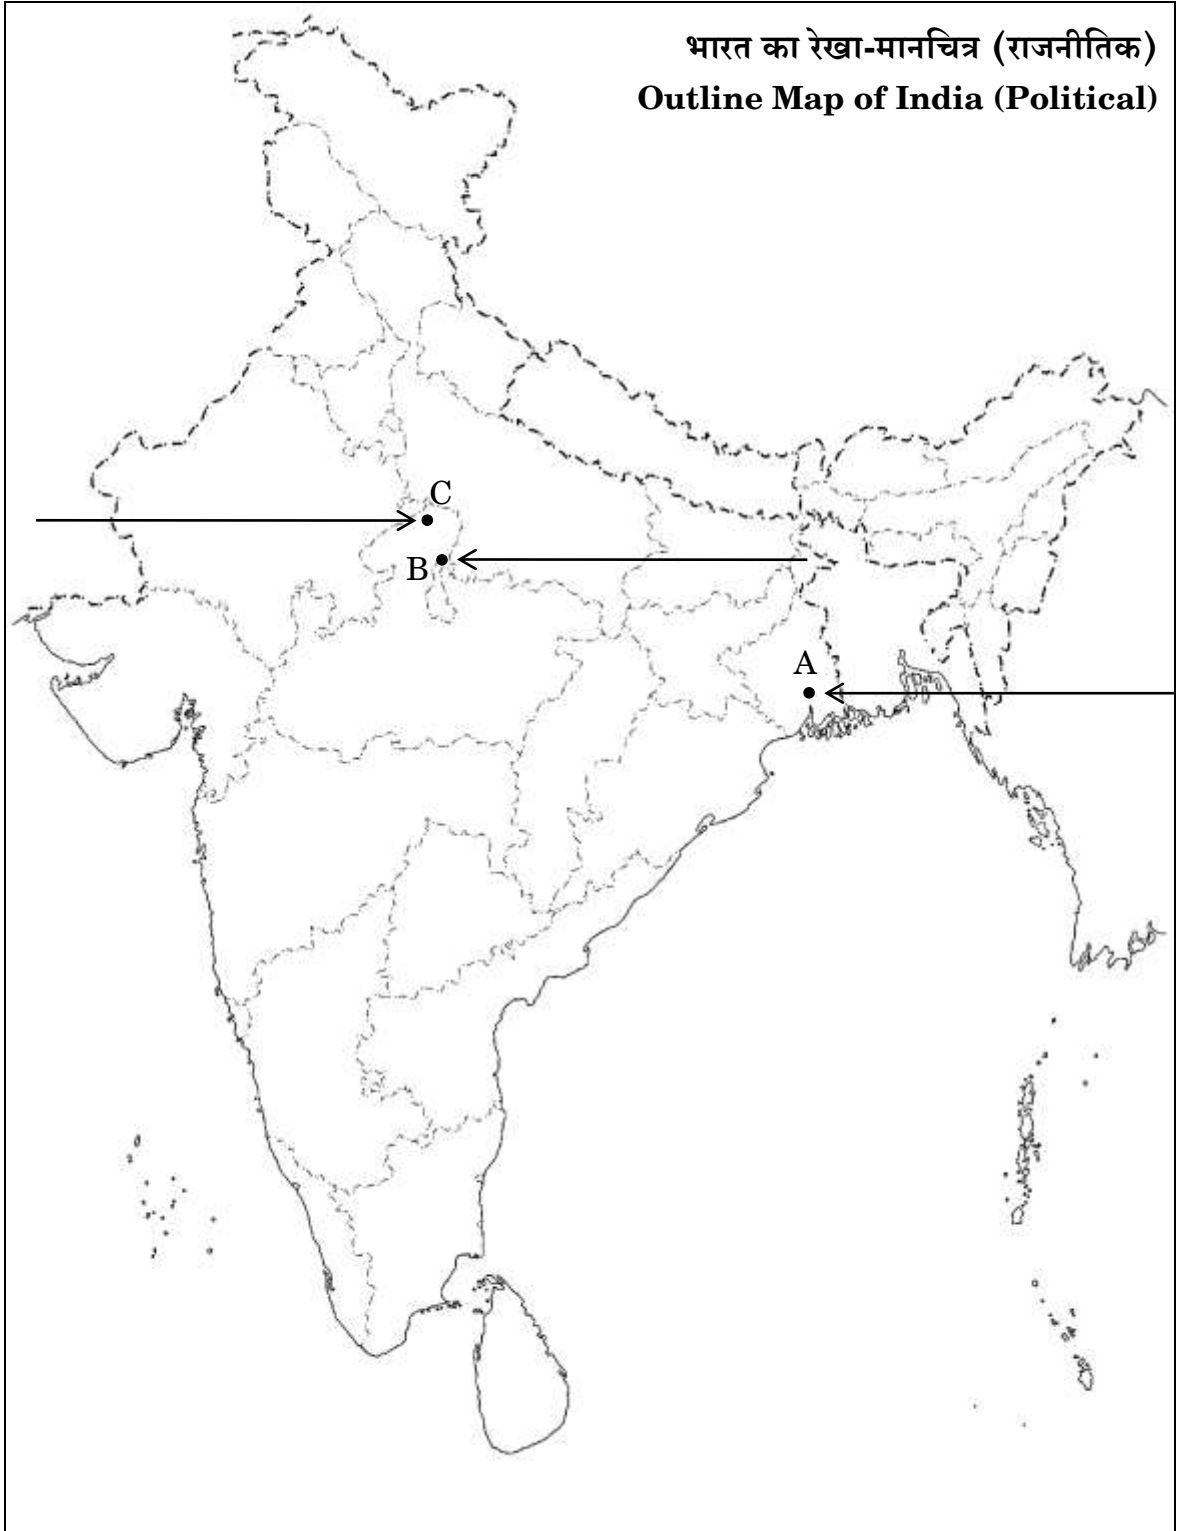 भारत का रेखा-मानचित्र (राजनीतिक)
Outline Map of India (Political)
C
B
A